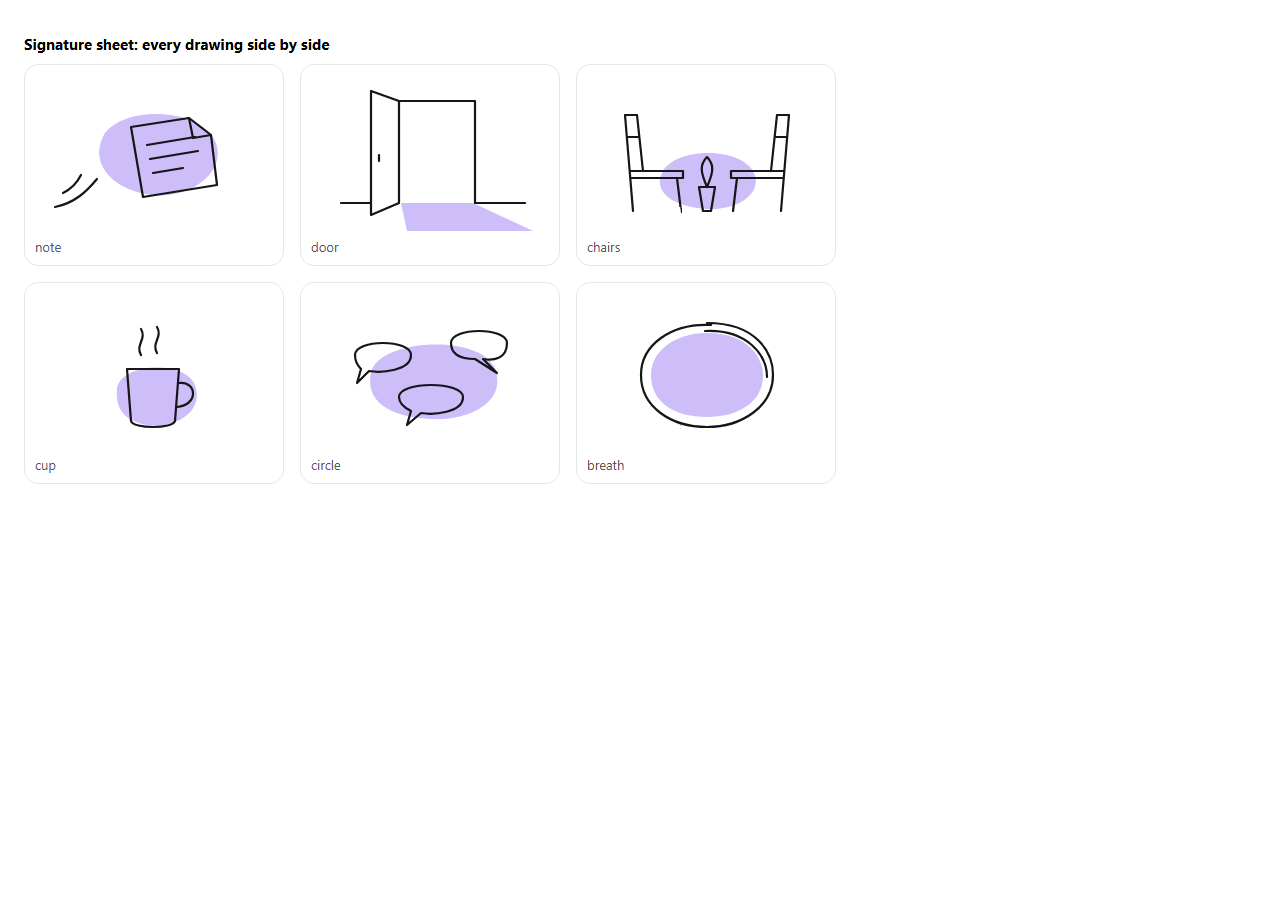 Signature sheet: every drawing side by side
note
door
chairs
cup
circle
breath